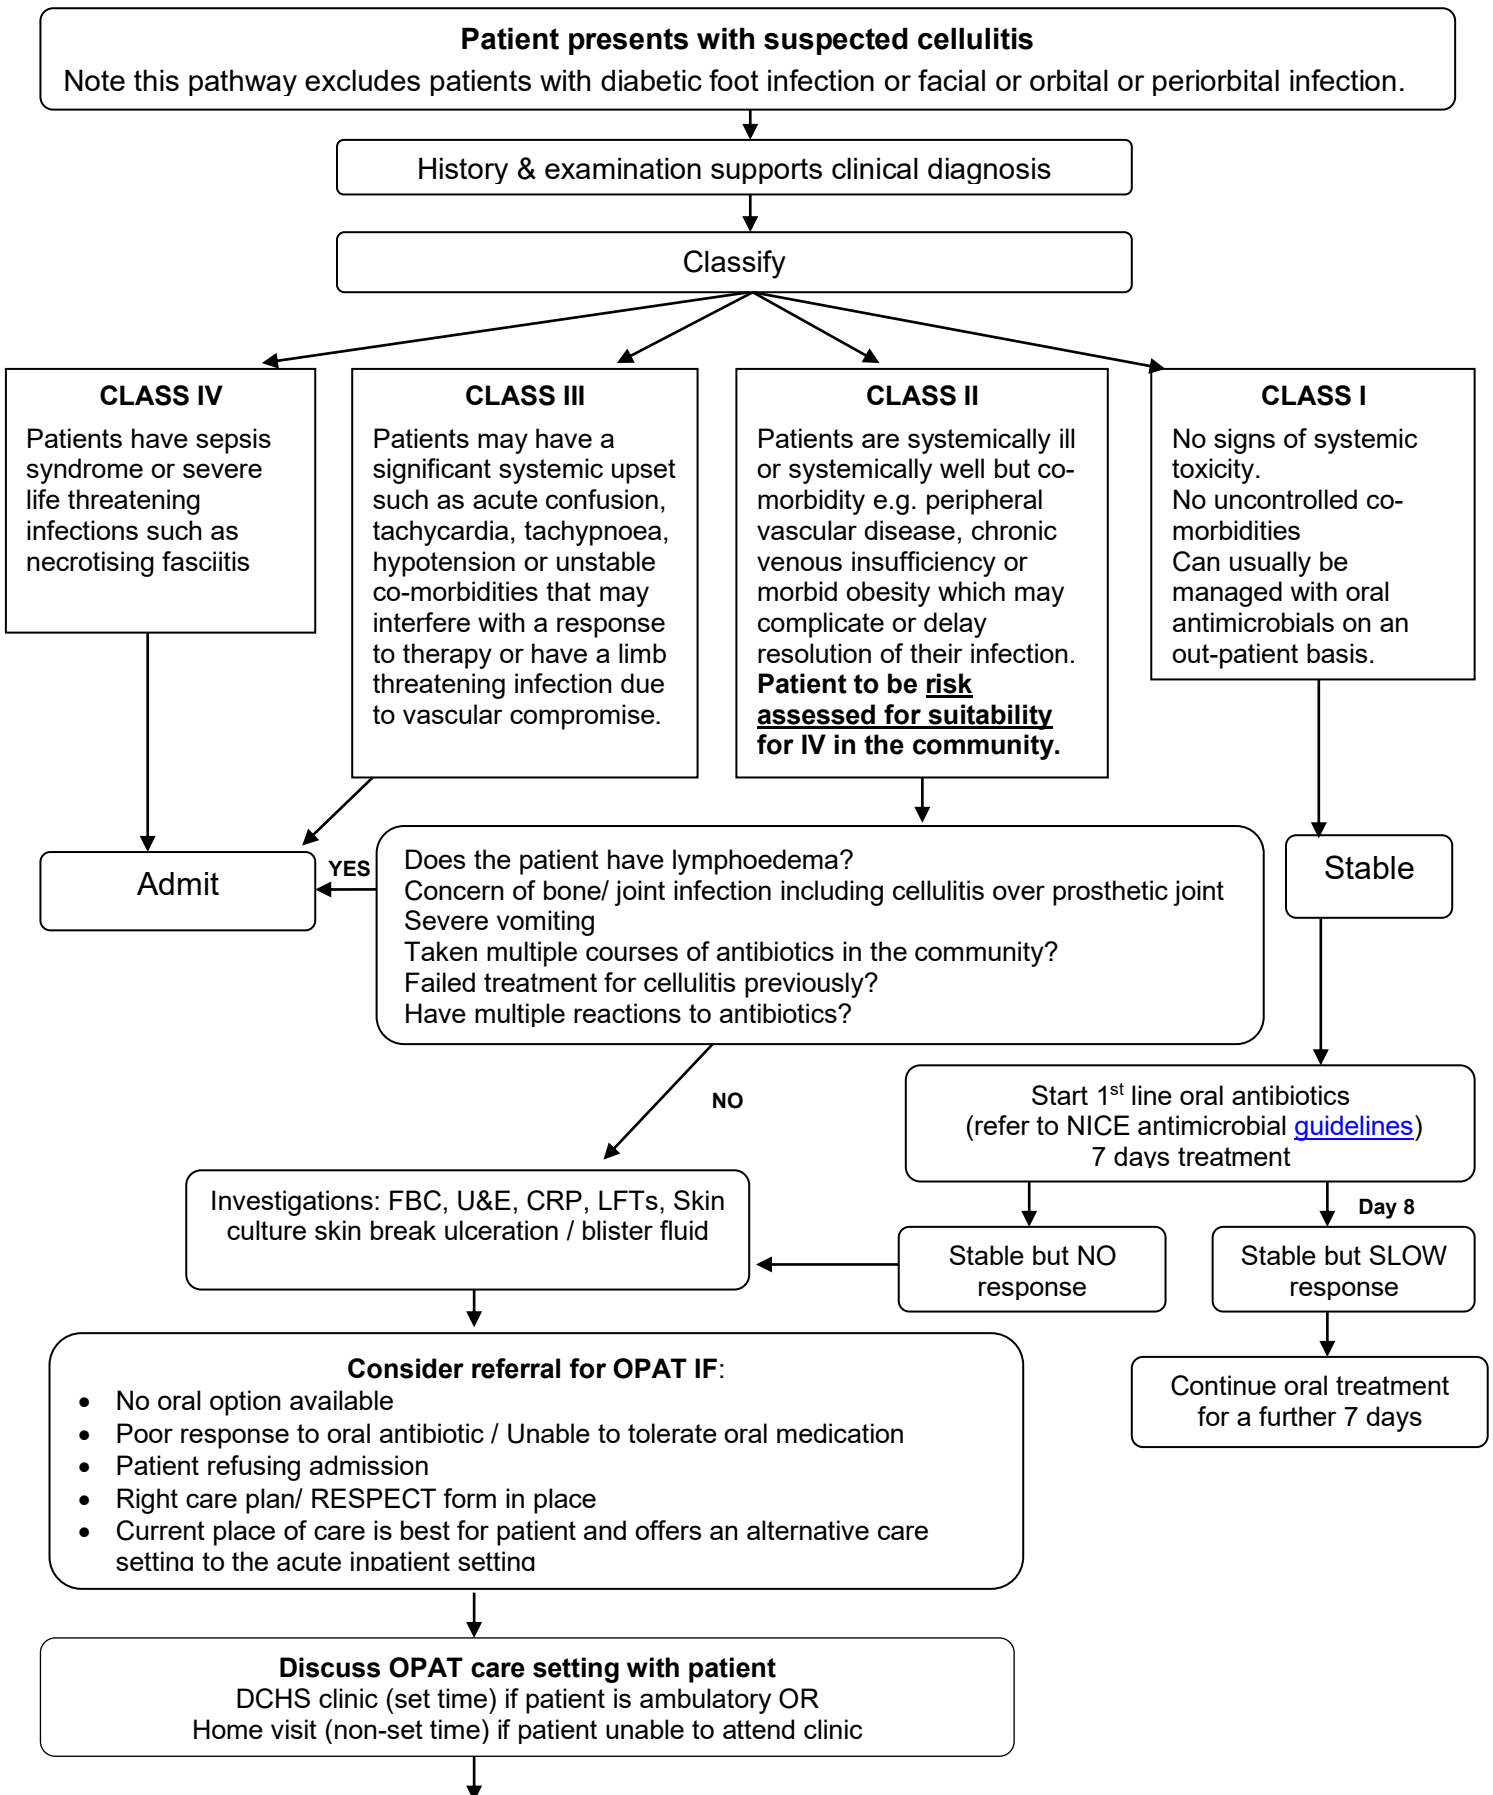 Patient presents with suspected cellulitis
Note this pathway excludes patients with diabetic foot infection or facial or orbital or periorbital infection.
History & examination supports clinical diagnosis
Classify
CLASS IV
Patients have sepsis
syndrome or severe
life threatening
infections such as
necrotising fasciitis
CLASS III
Patients may have a
significant systemic upset
such as acute confusion,
tachycardia, tachypnoea,
hypotension or unstable
co-morbidities that may
interfere with a response
to therapy or have a limb
threatening infection due
to vascular compromise.
CLASS II
Patients are systemically ill
or systemically well but co-
morbidity e.g. peripheral
vascular disease, chronic
venous insufficiency or
morbid obesity which may
complicate or delay
resolution of their infection.
Patient to be risk
assessed for suitability
for IV in the community.
CLASS I
No signs of systemic
toxicity.
No uncontrolled co-
morbidities
Can usually be
managed with oral
antimicrobials on an
out-patient basis.
Admit
YES
Does the patient have lymphoedema?
Concern of bone/ joint infection including cellulitis over prosthetic joint
Severe vomiting
Taken multiple courses of antibiotics in the community?
Failed treatment for cellulitis previously?
Have multiple reactions to antibiotics?
Stable
NO
Start 1st line oral antibiotics
(refer to NICE antimicrobial guidelines)
7 days treatment
Investigations: FBC, U&E, CRP, LFTs, Skin
culture skin break ulceration / blister fluid
Day 8
Stable but NO
response
Stable but SLOW
response
Continue oral treatment
for a further 7 days
Consider referral for OPAT IF:
• No oral option available
• Poor response to oral antibiotic / Unable to tolerate oral medication
• Patient refusing admission
• Right care plan/ RESPECT form in place
• Current place of care is best for patient and offers an alternative care
setting to the acute inpatient setting
Discuss OPAT care setting with patient
DCHS clinic (set time) if patient is ambulatory OR
Home visit (non-set time) if patient unable to attend clinic